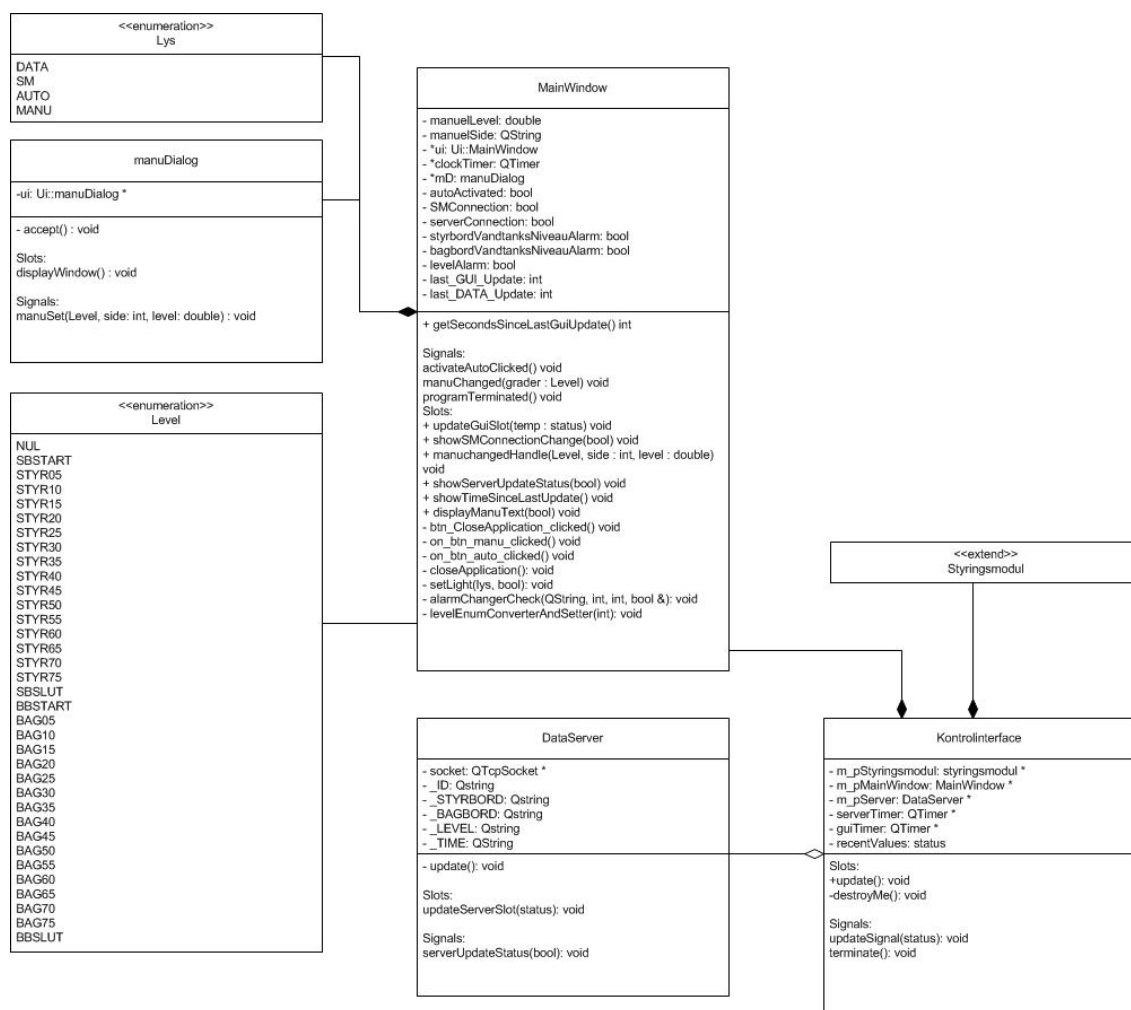 <<enumeration>>
Lys
DATA
SM
AUTO
MANU
manuDialog
-ui: Ui::manuDialog *
- accept() : void
Slots:
displayWindow() : void
Signals:
manuSet(Level, side: int, level: double) : void
<<enumeration>>
Level
NUL
SBSTART
STYR05
STYR10
STYR15
STYR20
STYR25
STYR30
STYR35
STYR40
STYR45
STYR50
STYR55
STYR60
STYR65
STYR70
STYR75
SBSLUT
BBSTART
BAG05
BAG10
BAG15
BAG20
BAG25
BAG30
BAG35
BAG40
BAG45
BAG50
BAG55
BAG60
BAG65
BAG70
BAG75
BBSLUT
MainWindow
- manuelLevel: double
- manuelSide: QString
- *ui: Ui::MainWindow
- *clockTimer: QTimer
- *mD: manuDialog
- autoActivated: bool
- SMConnection: bool
- serverConnection: bool
- styrbordVandtanksNiveauAlarm: bool
- bagbordVandtanksNiveauAlarm: bool
- levelAlarm: bool
- last_GUI_Update: int
- last_DATA_Update: int
+ getSecondsSinceLastGuiUpdate() int
Signals:
activateAutoClicked() void
manuChanged(grader : Level) void
programTerminated() void
Slots:
+ updateGuiSlot(temp : status) void
+ showSMConnectionChange(bool) void
+ manuchangedHandle(Level, side : int, level : double)
void
+ showServerUpdateStatus(bool) void
+ showTimeSinceLastUpdate() void
+ displayManuText(bool) void
- btn_CloseApplication_clicked() void
- on_btn_manu_clicked() void
- on_btn_auto_clicked() void
- closeApplication(): void
- setLight(lys, bool): void
- alarmChangerCheck(QString, int, int, bool &): void
- levelEnumConverterAndSetter(int): void
DataServer
- socket: QTcpSocket *
- _ID: Qstring
- _STYRBORD: Qstring
- _BAGBORD: Qstring
- _LEVEL: Qstring
- _TIME: QString
- update(): void
Slots:
updateServerSlot(status): void
Signals:
serverUpdateStatus(bool): void
<<extend>>
Styringsmodul
Kontrolinterface
- m_pStyringsmodul: styringsmodul *
- m_pMainWindow: MainWindow *
- m_pServer: DataServer *
- serverTimer: QTimer *
- guiTimer: QTimer *
- recentValues: status
Slots:
+update(): void
-destroyMe(): void
Signals:
updateSignal(status): void
terminate(): void